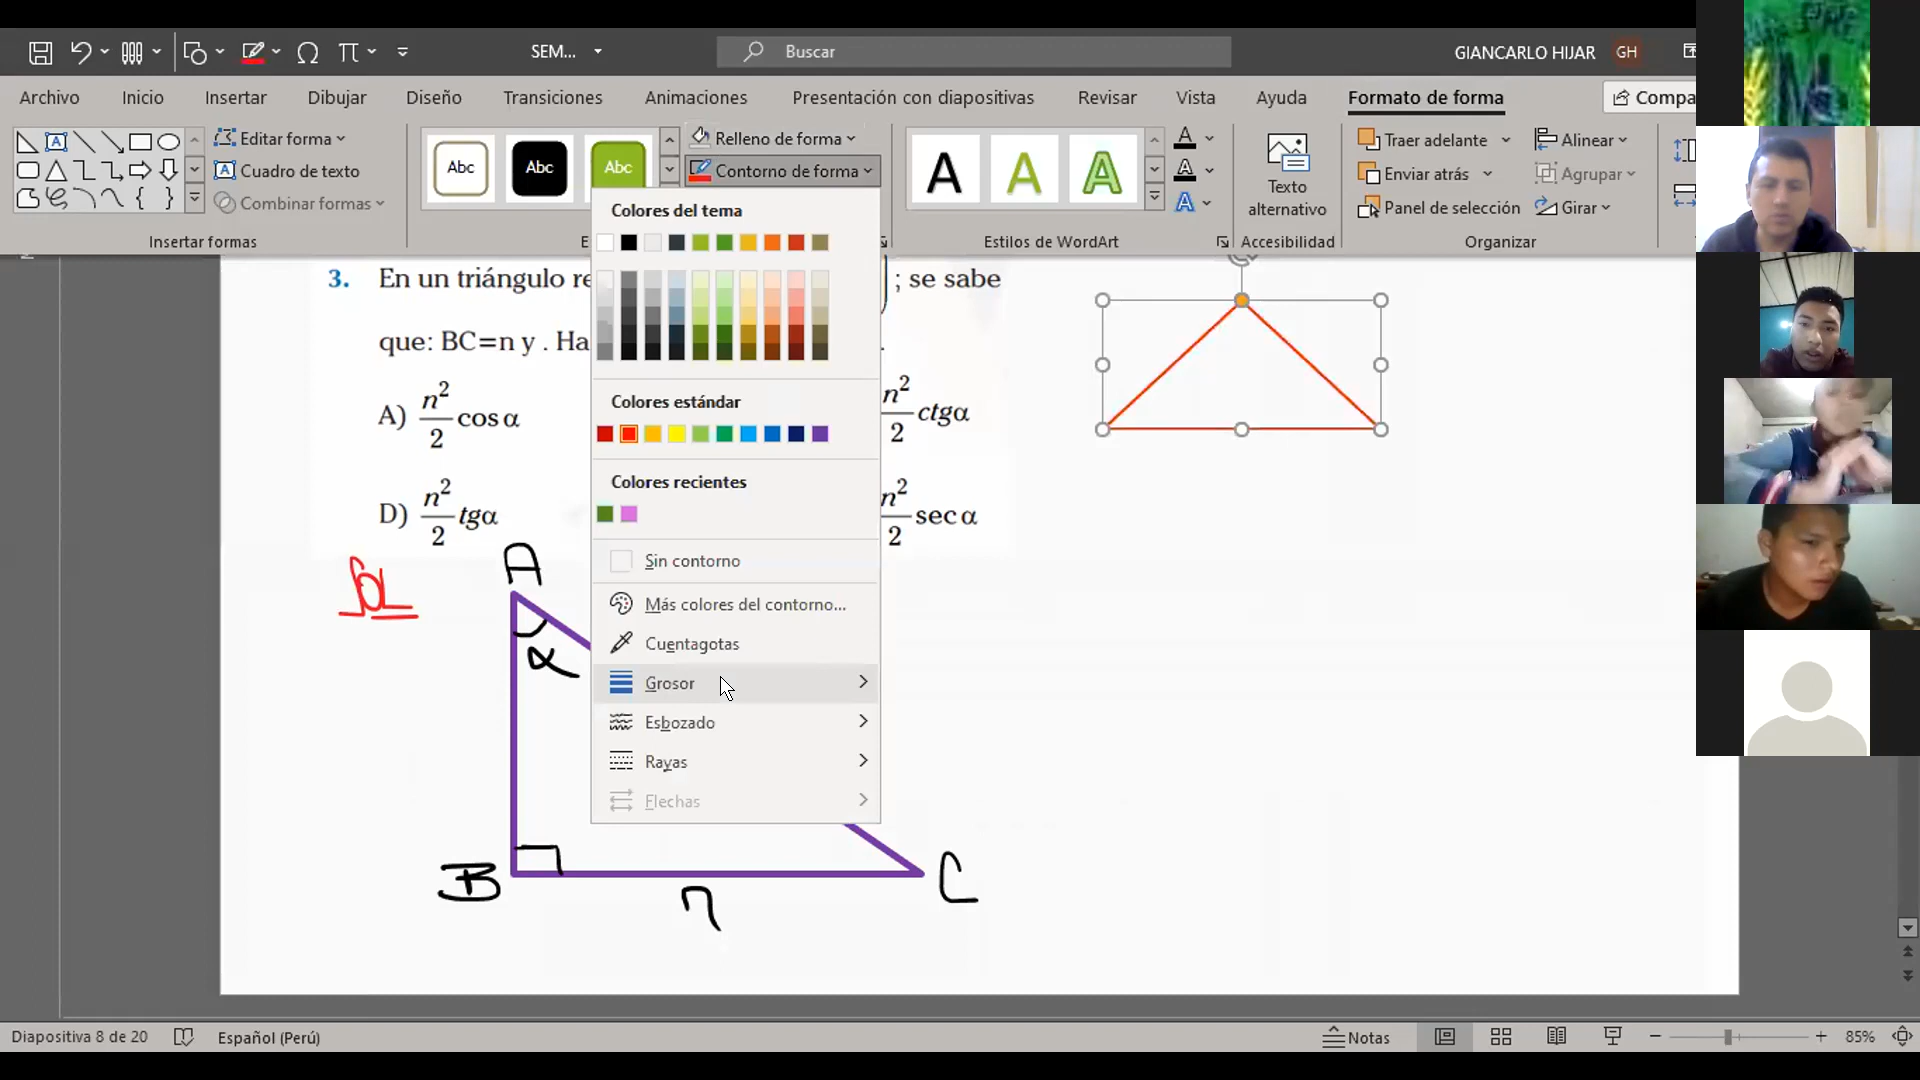 SEM...
Buscar
GIANCARLO HIJAR
GH
Archivo
Inicio
Insertar
Dibujar
Diseño
Transiciones
Animaciones
Presentación con diapositivas
Revisar
Vista
Ayuda
Formato de forma
Compa
Editar forma
Cuadro de texto
Combinar formas
Insertar formas
Abc
Abc
Abc
Relleno de forma
Contorno de forma
A
A
A
Estilos de WordArt
Texto
alternativo
Accesibilidad
Traer adelante
Enviar atrás
Panel de selección
Alinear
Agrupar
Girar
Organizar
Colores del tema
Colores estándar
Colores recientes
Sin contorno
Más colores del contorno...
Cuentagotas
Grosor
Esbozado
Rayas
Flechas
3. En un triángulo re ; se sabe
que: BC=n y . Ha .
A) n²/2 cos α n²/2 ctgα
D) n²/2 tgα n²/2 sec α
Sol
A
α
B
n
C
Diapositiva 8 de 20
Español (Perú)
Notas
85%